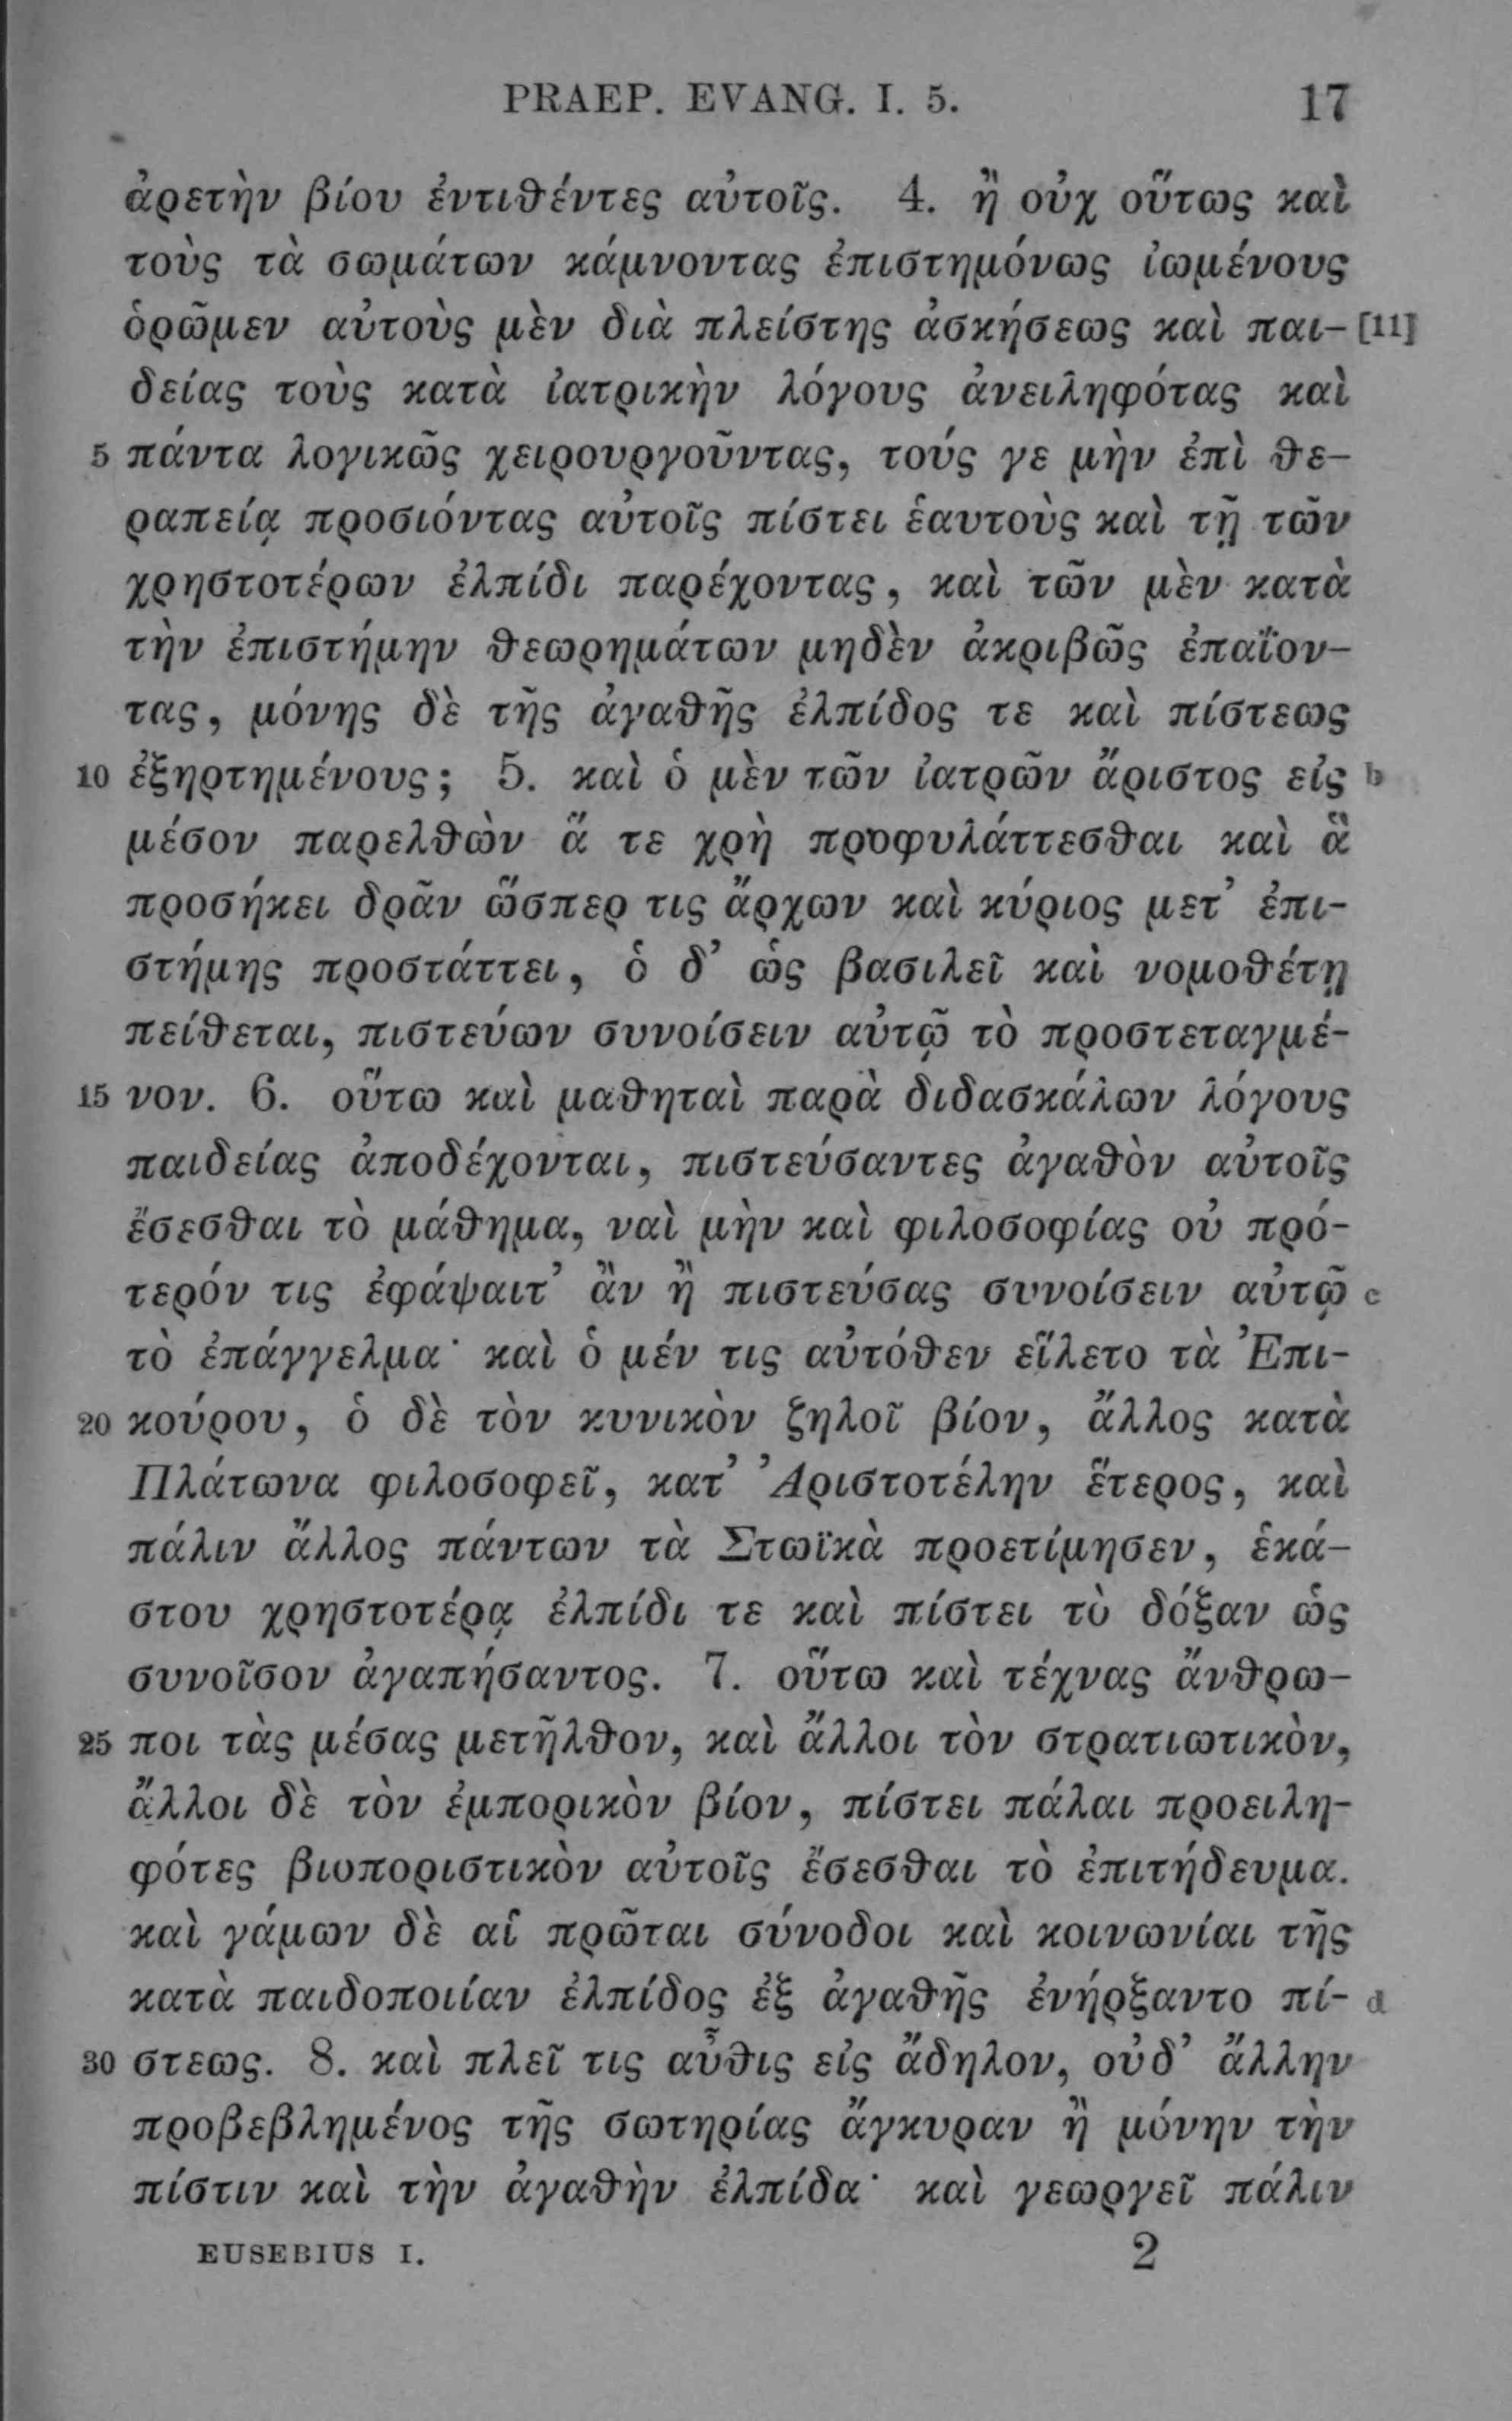 PRAEP. EVANG. I. 5. 17
ἀρετὴν βίου ἐντιθέντες αὐτοῖς. 4. ἢ οὐχ οὕτως καὶ
τοὺς τὰ σωμάτων κάμνοντας ἐπιστημόνως ἰωμένους
ὁρῶμεν αὐτοὺς μὲν διὰ πλείστης ἀσκήσεως καὶ παι- [11]
δείας τοὺς κατὰ ἰατρικὴν λόγους ἀνειληφότας καὶ
5 πάντα λογικῶς χειρουργοῦντας, τούς γε μὴν ἐπὶ θε-
ραπείᾳ προσιόντας αὐτοῖς πίστει ἑαυτοὺς καὶ τῇ τῶν
χρηστοτέρων ἐλπίδι παρέχοντας, καὶ τῶν μὲν κατὰ
τὴν ἐπιστήμην θεωρημάτων μηδὲν ἀκριβῶς ἐπαΐον-
τας, μόνης δὲ τῆς ἀγαθῆς ἐλπίδος τε καὶ πίστεως
10 ἐξηρτημένους; 5. καὶ ὁ μὲν τῶν ἰατρῶν ἄριστος εἰς b
μέσον παρελθὼν ἅ τε χρὴ προφυλάττεσθαι καὶ ἃ
προσήκει δρᾶν ὥσπερ τις ἄρχων καὶ κύριος μετ᾽ ἐπι-
στήμης προστάττει, ὁ δ᾽ ὡς βασιλεῖ καὶ νομοθέτῃ
πείθεται, πιστεύων συνοίσειν αὐτῷ τὸ προστεταγμέ-
15 νον. 6. οὕτω καὶ μαθηταὶ παρὰ διδασκάλων λόγους
παιδείας ἀποδέχονται, πιστεύσαντες ἀγαθὸν αὐτοῖς
ἔσεσθαι τὸ μάθημα, ναὶ μὴν καὶ φιλοσοφίας οὐ πρό-
τερόν τις ἐφάψαιτ᾽ ἂν ἢ πιστεύσας συνοίσειν αὐτῷ c
τὸ ἐπάγγελμα· καὶ ὁ μέν τις αὐτόθεν εἵλετο τὰ Ἐπι-
20 κούρου, ὁ δὲ τὸν κυνικὸν ζηλοῖ βίον, ἄλλος κατὰ
Πλάτωνα φιλοσοφεῖ, κατ᾽ Ἀριστοτέλην ἕτερος, καὶ
πάλιν ἄλλος πάντων τὰ Στωϊκὰ προετίμησεν, ἑκά-
στου χρηστοτέρᾳ ἐλπίδι τε καὶ πίστει τὸ δόξαν ὡς
συνοῖσον ἀγαπήσαντος. 7. οὕτω καὶ τέχνας ἄνθρω-
25 ποι τὰς μέσας μετῆλθον, καὶ ἄλλοι τὸν στρατιωτικὸν,
ἄλλοι δὲ τὸν ἐμπορικὸν βίον, πίστει πάλαι προειλη-
φότες βιοποριστικὸν αὐτοῖς ἔσεσθαι τὸ ἐπιτήδευμα.
καὶ γάμων δὲ αἱ πρῶται σύνοδοι καὶ κοινωνίαι τῆς
κατὰ παιδοποιίαν ἐλπίδος ἐξ ἀγαθῆς ἐνήρξαντο πί- d
30 στεως. 8. καὶ πλεῖ τις αὖθις εἰς ἄδηλον, οὐδ᾽ ἄλλην
προβεβλημένος τῆς σωτηρίας ἄγκυραν ἢ μόνην τὴν
πίστιν καὶ τὴν ἀγαθὴν ἐλπίδα· καὶ γεωργεῖ πάλιν
EUSEBIUS I. 2